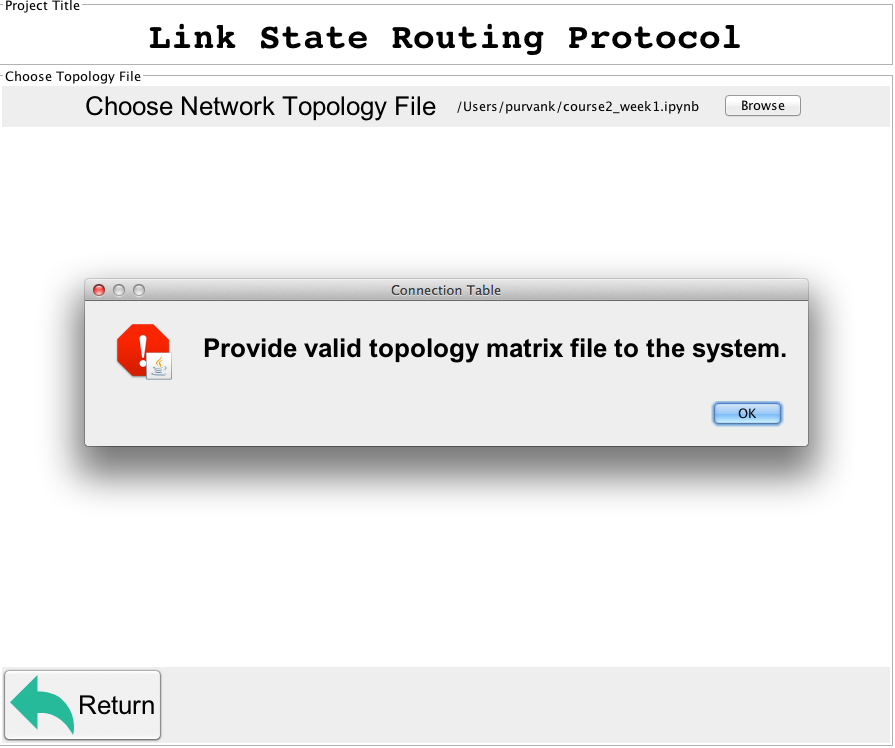 Project Title
Link State Routing Protocol
Choose Topology File
Choose Network Topology File /Users/purvank/course2_week1.ipynb Browse
Connection Table
Provide valid topology matrix file to the system.
OK
Return